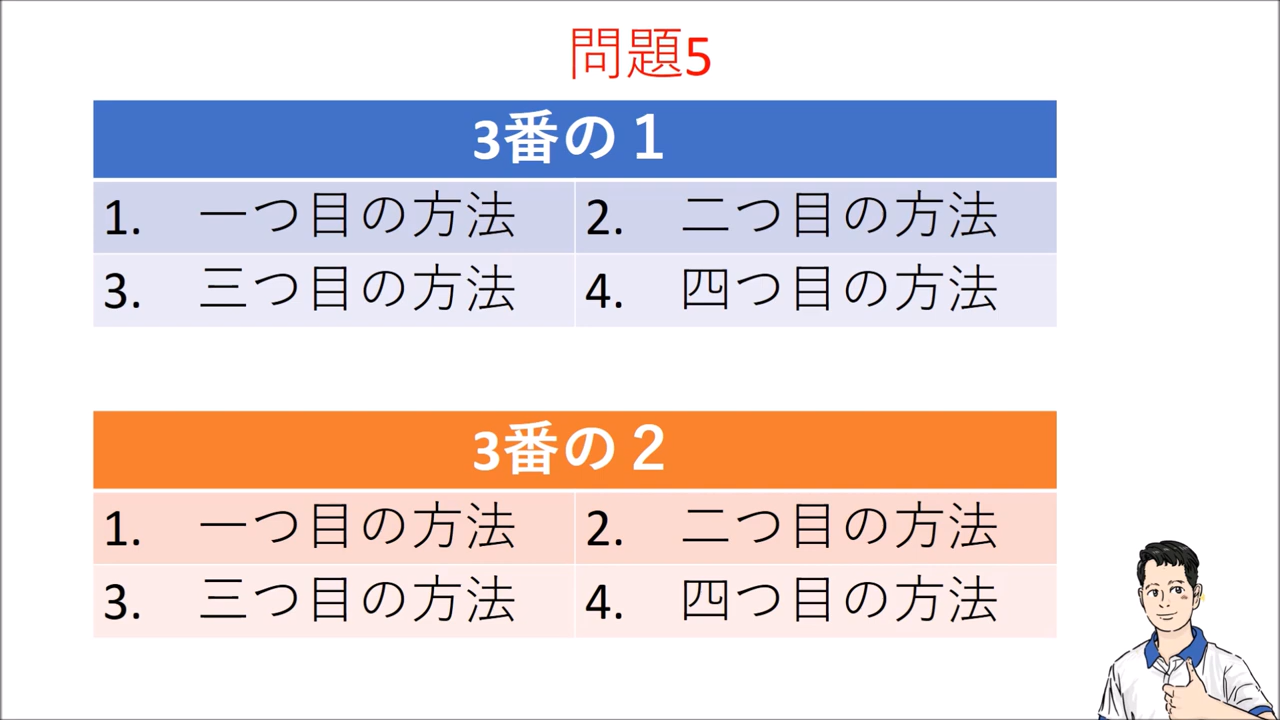 問題5
3番の１
1. 一つ目の方法 2. 二つ目の方法
3. 三つ目の方法 4. 四つ目の方法
3番の２
1. 一つ目の方法 2. 二つ目の方法
3. 三つ目の方法 4. 四つ目の方法